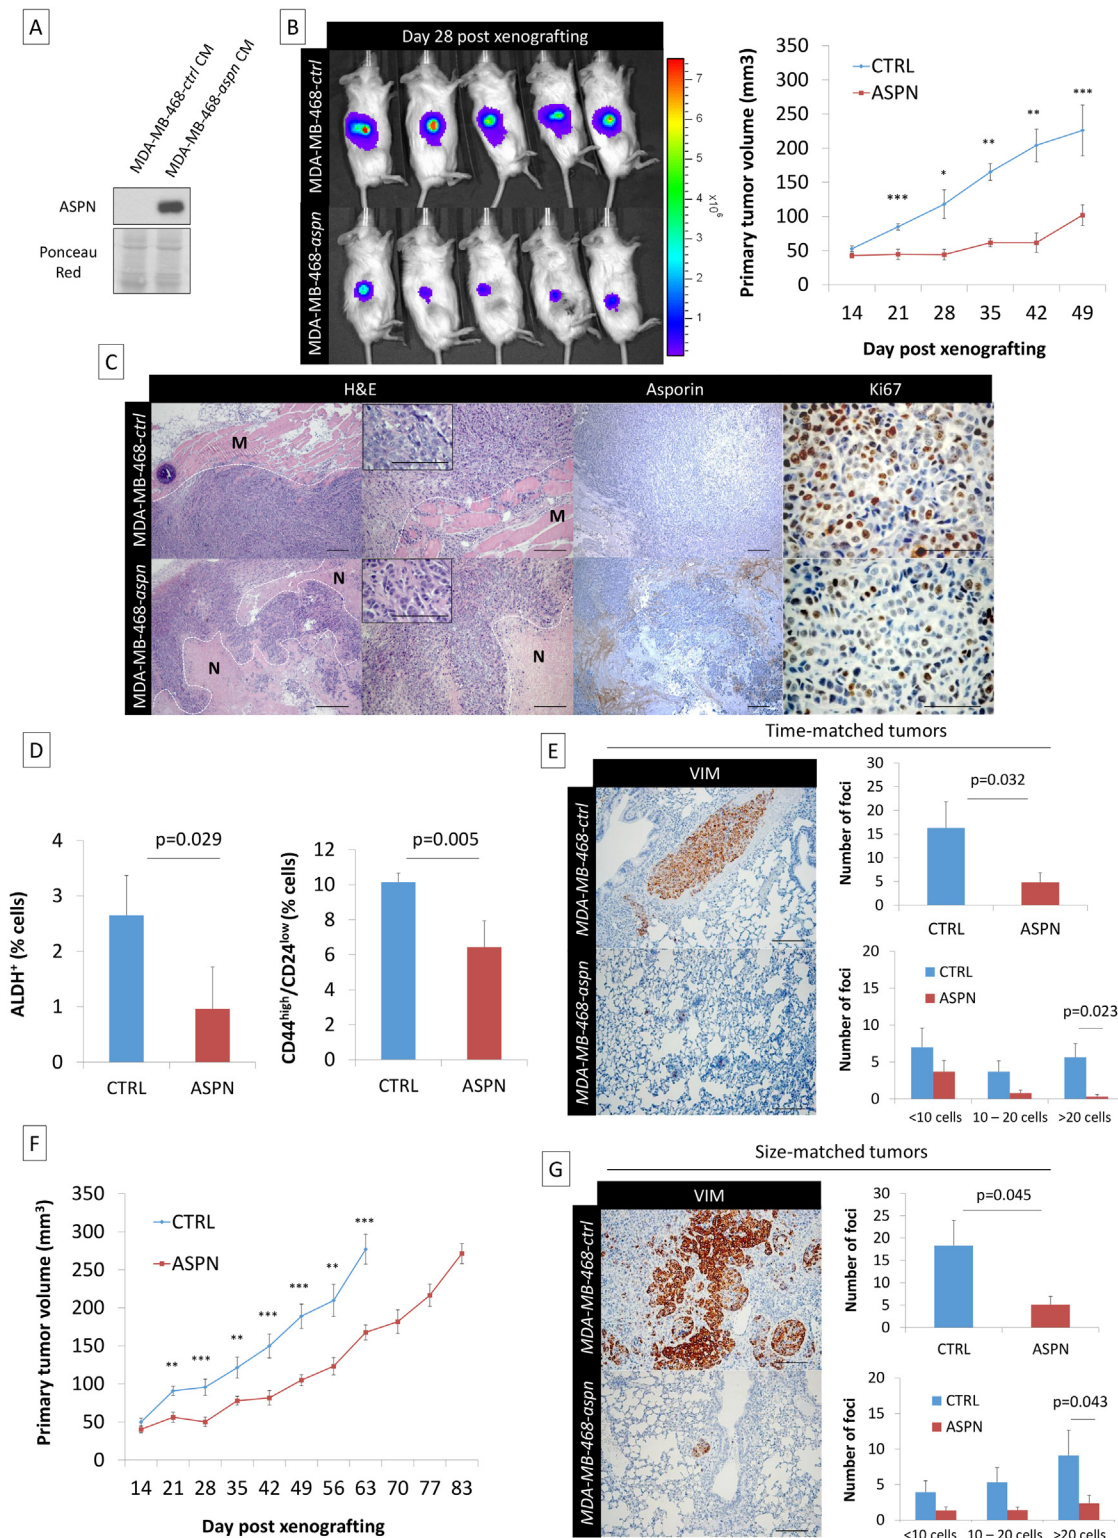 A
MDA-MB-468-ctrl CM
MDA-MB-468-aspn CM
ASPN
Ponceau
Red
B
Day 28 post xenografting
MDA-MB-468-ctrl
MDA-MB-468-aspn
7
6
5
4
3
2
1
x10⁶
Primary tumor volume (mm3)
350
300
250
200
150
100
50
0
CTRL
ASPN
***
*
**
**
***
14 21 28 35 42 49
Day post xenografting
C
H&E Asporin Ki67
MDA-MB-468-ctrl
MDA-MB-468-aspn
M
M
N
N
N
D
ALDH⁺ (% cells)
4
3
2
1
0
p=0.029
CTRL ASPN
CD44ʰⁱᵍʰ/CD24ˡᵒʷ (% cells)
12
10
8
6
4
2
0
p=0.005
CTRL ASPN
E
Time-matched tumors
VIM
MDA-MB-468-ctrl
MDA-MB-468-aspn
Number of foci
30
25
20
15
10
5
0
p=0.032
CTRL ASPN
Number of foci
20
15
10
5
0
CTRL
ASPN
p=0.023
<10 cells 10 – 20 cells >20 cells
F
Primary tumor volume (mm³)
350
300
250
200
150
100
50
0
CTRL
ASPN
**
***
**
***
***
**
***
14 21 28 35 42 49 56 63 70 77 83
Day post xenografting
G
Size-matched tumors
VIM
MDA-MB-468-ctrl
MDA-MB-468-aspn
Number of foci
30
25
20
15
10
5
0
p=0.045
CTRL ASPN
Number of foci
20
15
10
5
0
CTRL
ASPN
p=0.043
<10 cells 10 – 20 cells >20 cells